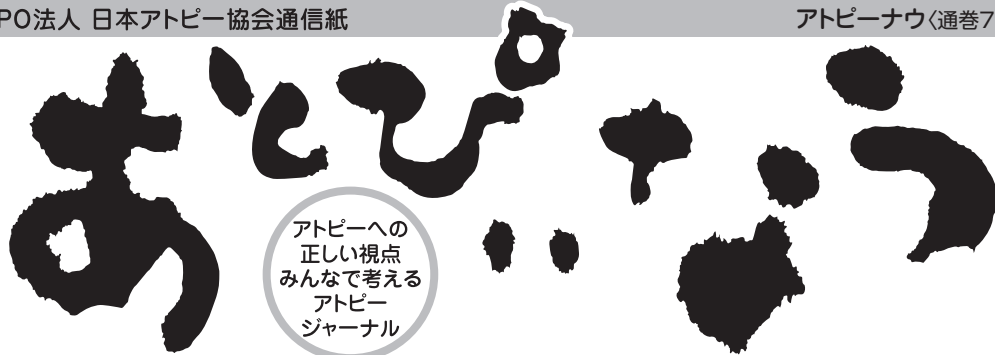 PO法人 日本アトピー協会通信紙
アトピーナウ〈通巻7
あとぴぃなう
アトピーへの
正しい視点
みんなで考える
アトピー
ジャーナル